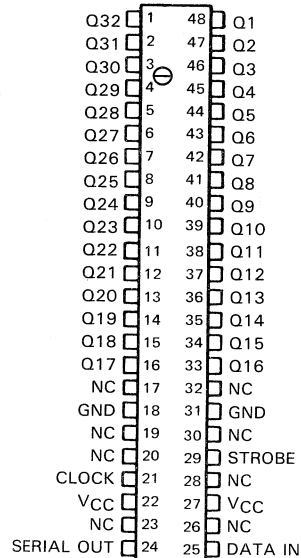 Q32 1 48 Q1
Q31 2 47 Q2
Q30 3 46 Q3
Q29 4 45 Q4
Q28 5 44 Q5
Q27 6 43 Q6
Q26 7 42 Q7
Q25 8 41 Q8
Q24 9 40 Q9
Q23 10 39 Q10
Q22 11 38 Q11
Q21 12 37 Q12
Q20 13 36 Q13
Q19 14 35 Q14
Q18 15 34 Q15
Q17 16 33 Q16
NC 17 32 NC
GND 18 31 GND
NC 19 30 NC
NC 20 29 STROBE
CLOCK 21 28 NC
VCC 22 27 VCC
NC 23 26 NC
SERIAL OUT 24 25 DATA IN